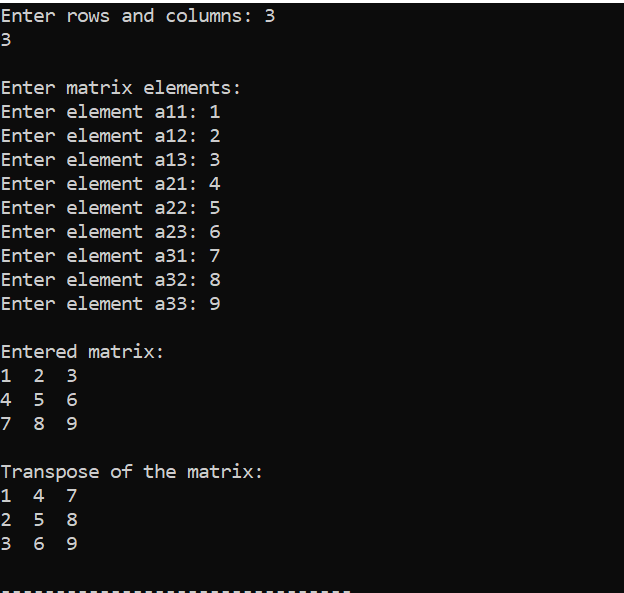 Enter rows and columns: 3
3
Enter matrix elements:
Enter element a11: 1
Enter element a12: 2
Enter element a13: 3
Enter element a21: 4
Enter element a22: 5
Enter element a23: 6
Enter element a31: 7
Enter element a32: 8
Enter element a33: 9
Entered matrix:
1  2  3
4  5  6
7  8  9
Transpose of the matrix:
1  4  7
2  5  8
3  6  9
--------------------------------